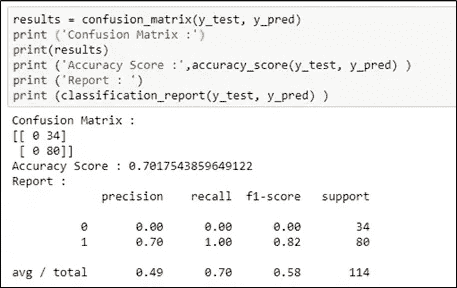 results = confusion_matrix(y_test, y_pred)
print ('Confusion Matrix :')
print(results)
print ('Accuracy Score :',accuracy_score(y_test, y_pred) )
print ('Report : ')
print (classification_report(y_test, y_pred) )
Confusion Matrix :
[[ 0 34]
[ 0 80]]
Accuracy Score : 0.7017543859649122
Report :
precision recall f1-score support
0 0.00 0.00 0.00 34
1 0.70 1.00 0.82 80
avg / total 0.49 0.70 0.58 114